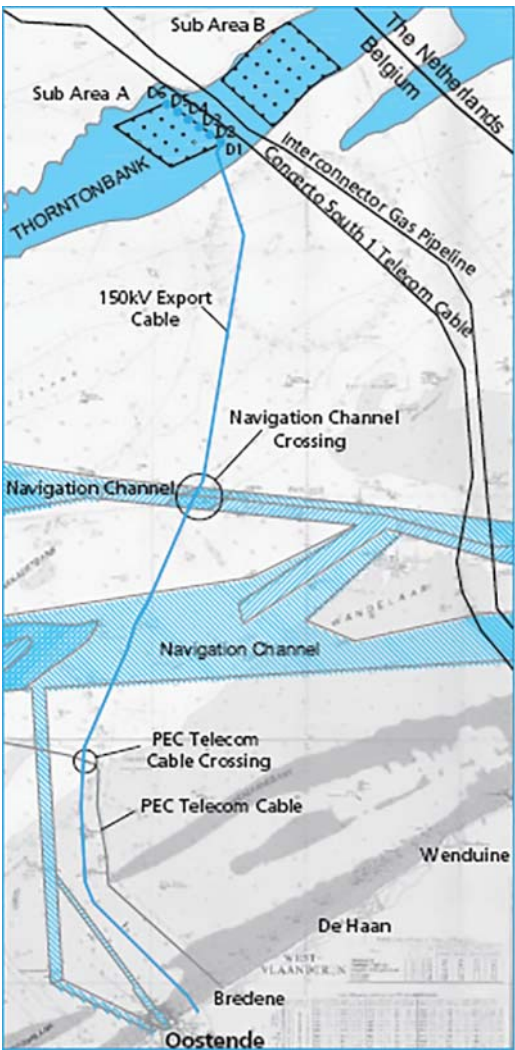 Sub Area B
The Netherlands
Belgium
Sub Area A
D6
D5
D4
D3
D2
D1
THORNTONBANK
Interconnector Gas Pipeline
Concerto South 1 Telecom Cable
150kV Export
Cable
Navigation Channel
Crossing
Navigation Channel
WANDELAAR
Navigation Channel
PEC Telecom
Cable Crossing
PEC Telecom Cable
Wenduine
De Haan
WEST-
VLAANDEREN
Bredene
Oostende